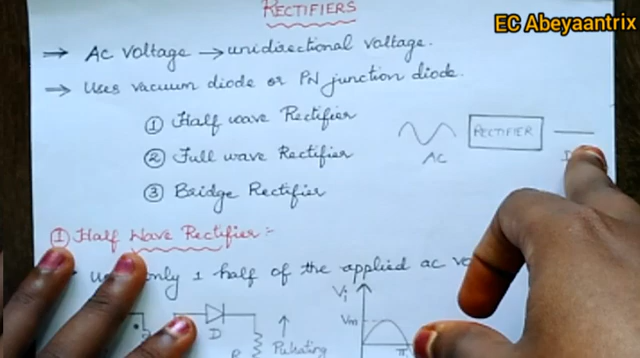 RECTIFIERS
EC Abeyaantrix
→ AC Voltage → unidirectional voltage.
→ Uses vacuum diode or PN junction diode.
① Half wave Rectifier
② Full wave Rectifier
③ Bridge Rectifier
AC
RECTIFIER
① Half Wave Rectifier :-
only 1 half of the applied ac
Vi
Vm
D
R
Pulsating
π